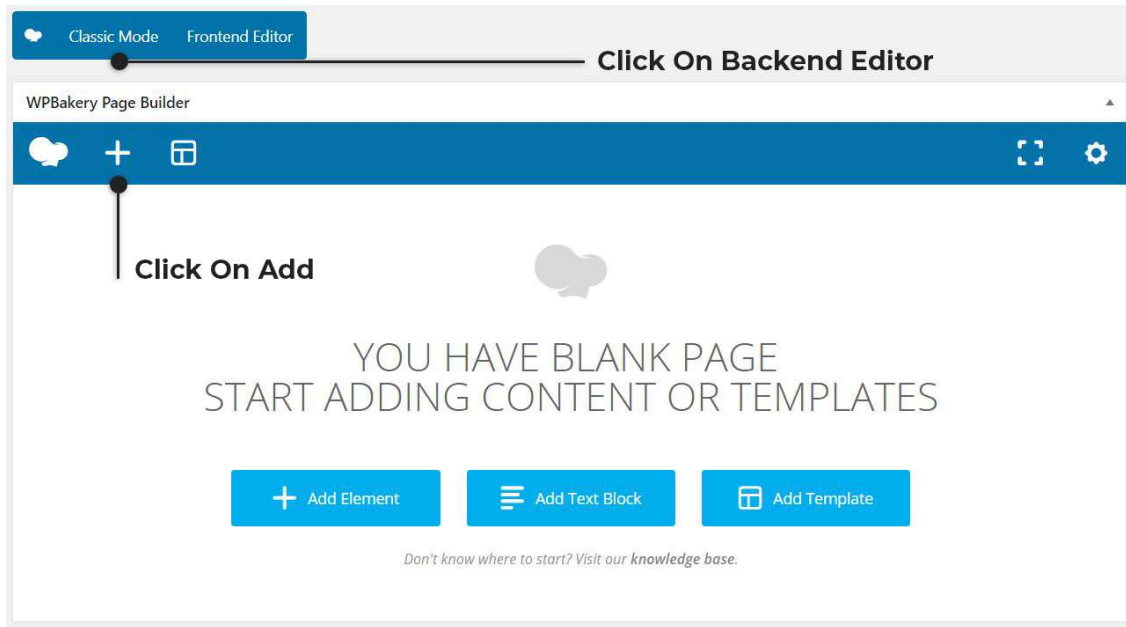 Classic Mode Frontend Editor
Click On Backend Editor
WPBakery Page Builder
Click On Add
YOU HAVE BLANK PAGE
START ADDING CONTENT OR TEMPLATES
Add Element Add Text Block Add Template
Don't know where to start? Visit our knowledge base.